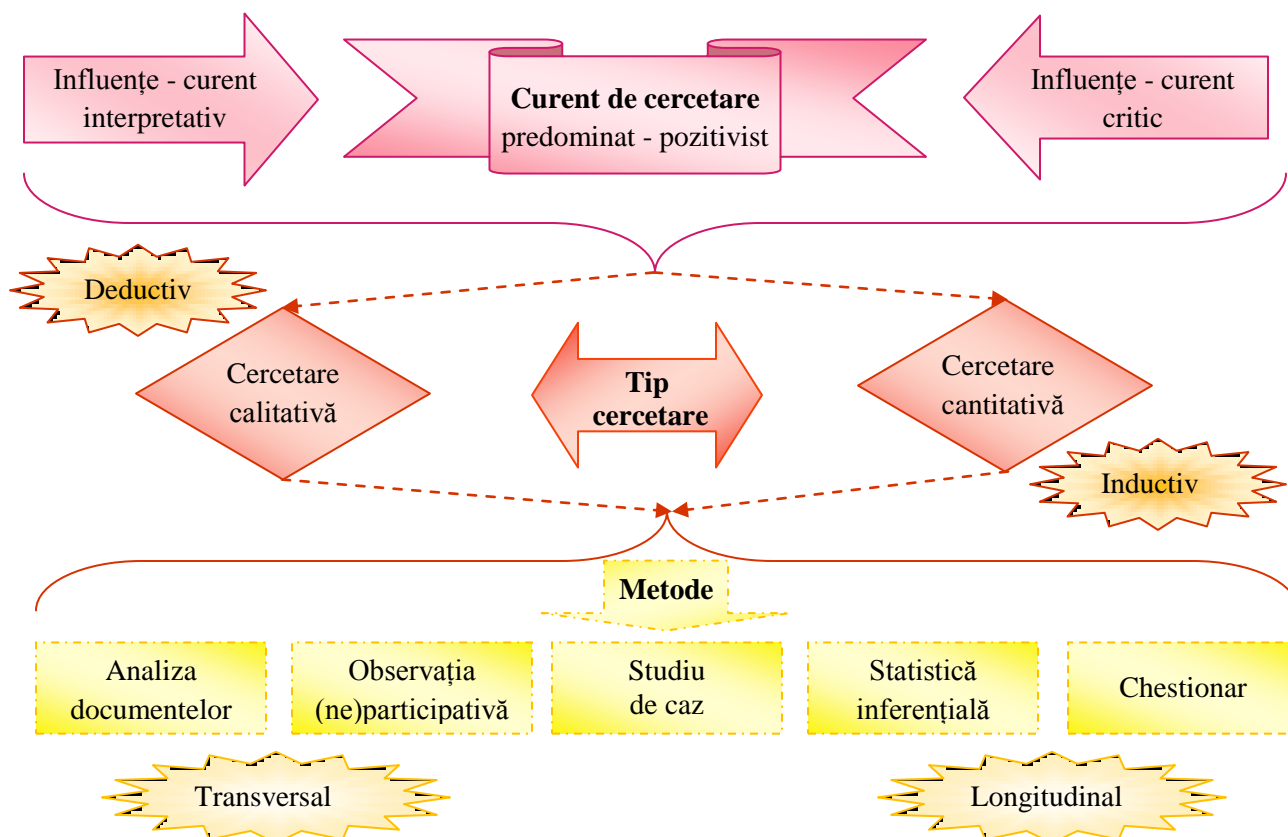 Influențe - curent
interpretativ
Curent de cercetare
predominat - pozitivist
Influențe - curent
critic
Deductiv
Cercetare
calitativă
Tip
cercetare
Cercetare
cantitativă
Inductiv
Metode
Analiza
documentelor
Observația
(ne)participativă
Studiu
de caz
Statistică
inferențială
Chestionar
Transversal
Longitudinal